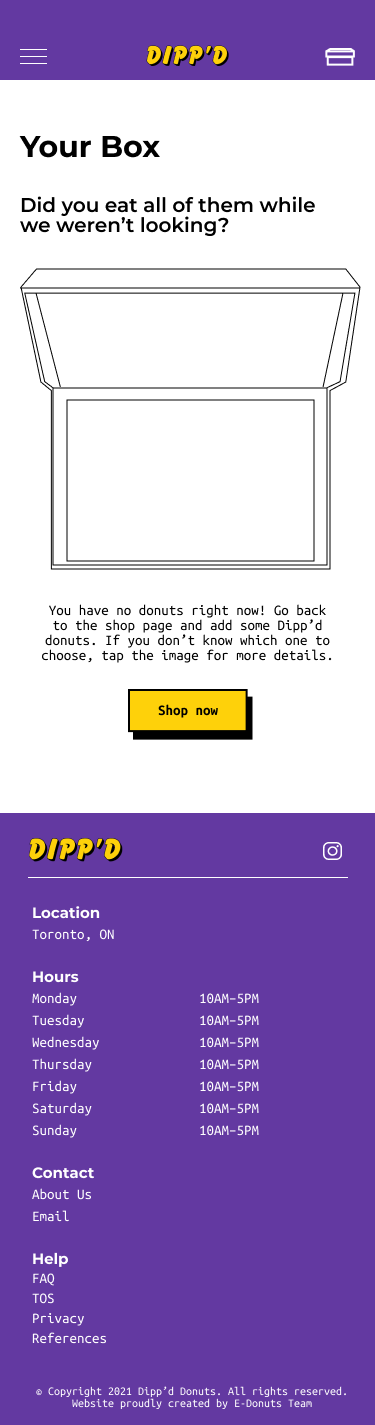 DIPP'D
Your Box
Did you eat all of them while
we weren’t looking?
You have no donuts right now! Go back
to the shop page and add some Dipp’d
donuts. If you don’t know which one to
choose, tap the image for more details.
Shop now
DIPP'D
Location
Toronto, ON
Hours
Monday 10AM–5PM
Tuesday 10AM–5PM
Wednesday 10AM–5PM
Thursday 10AM–5PM
Friday 10AM–5PM
Saturday 10AM–5PM
Sunday 10AM–5PM
Contact
About Us
Email
Help
FAQ
TOS
Privacy
References
© Copyright 2021 Dipp’d Donuts. All rights reserved.
Website proudly created by E-Donuts Team